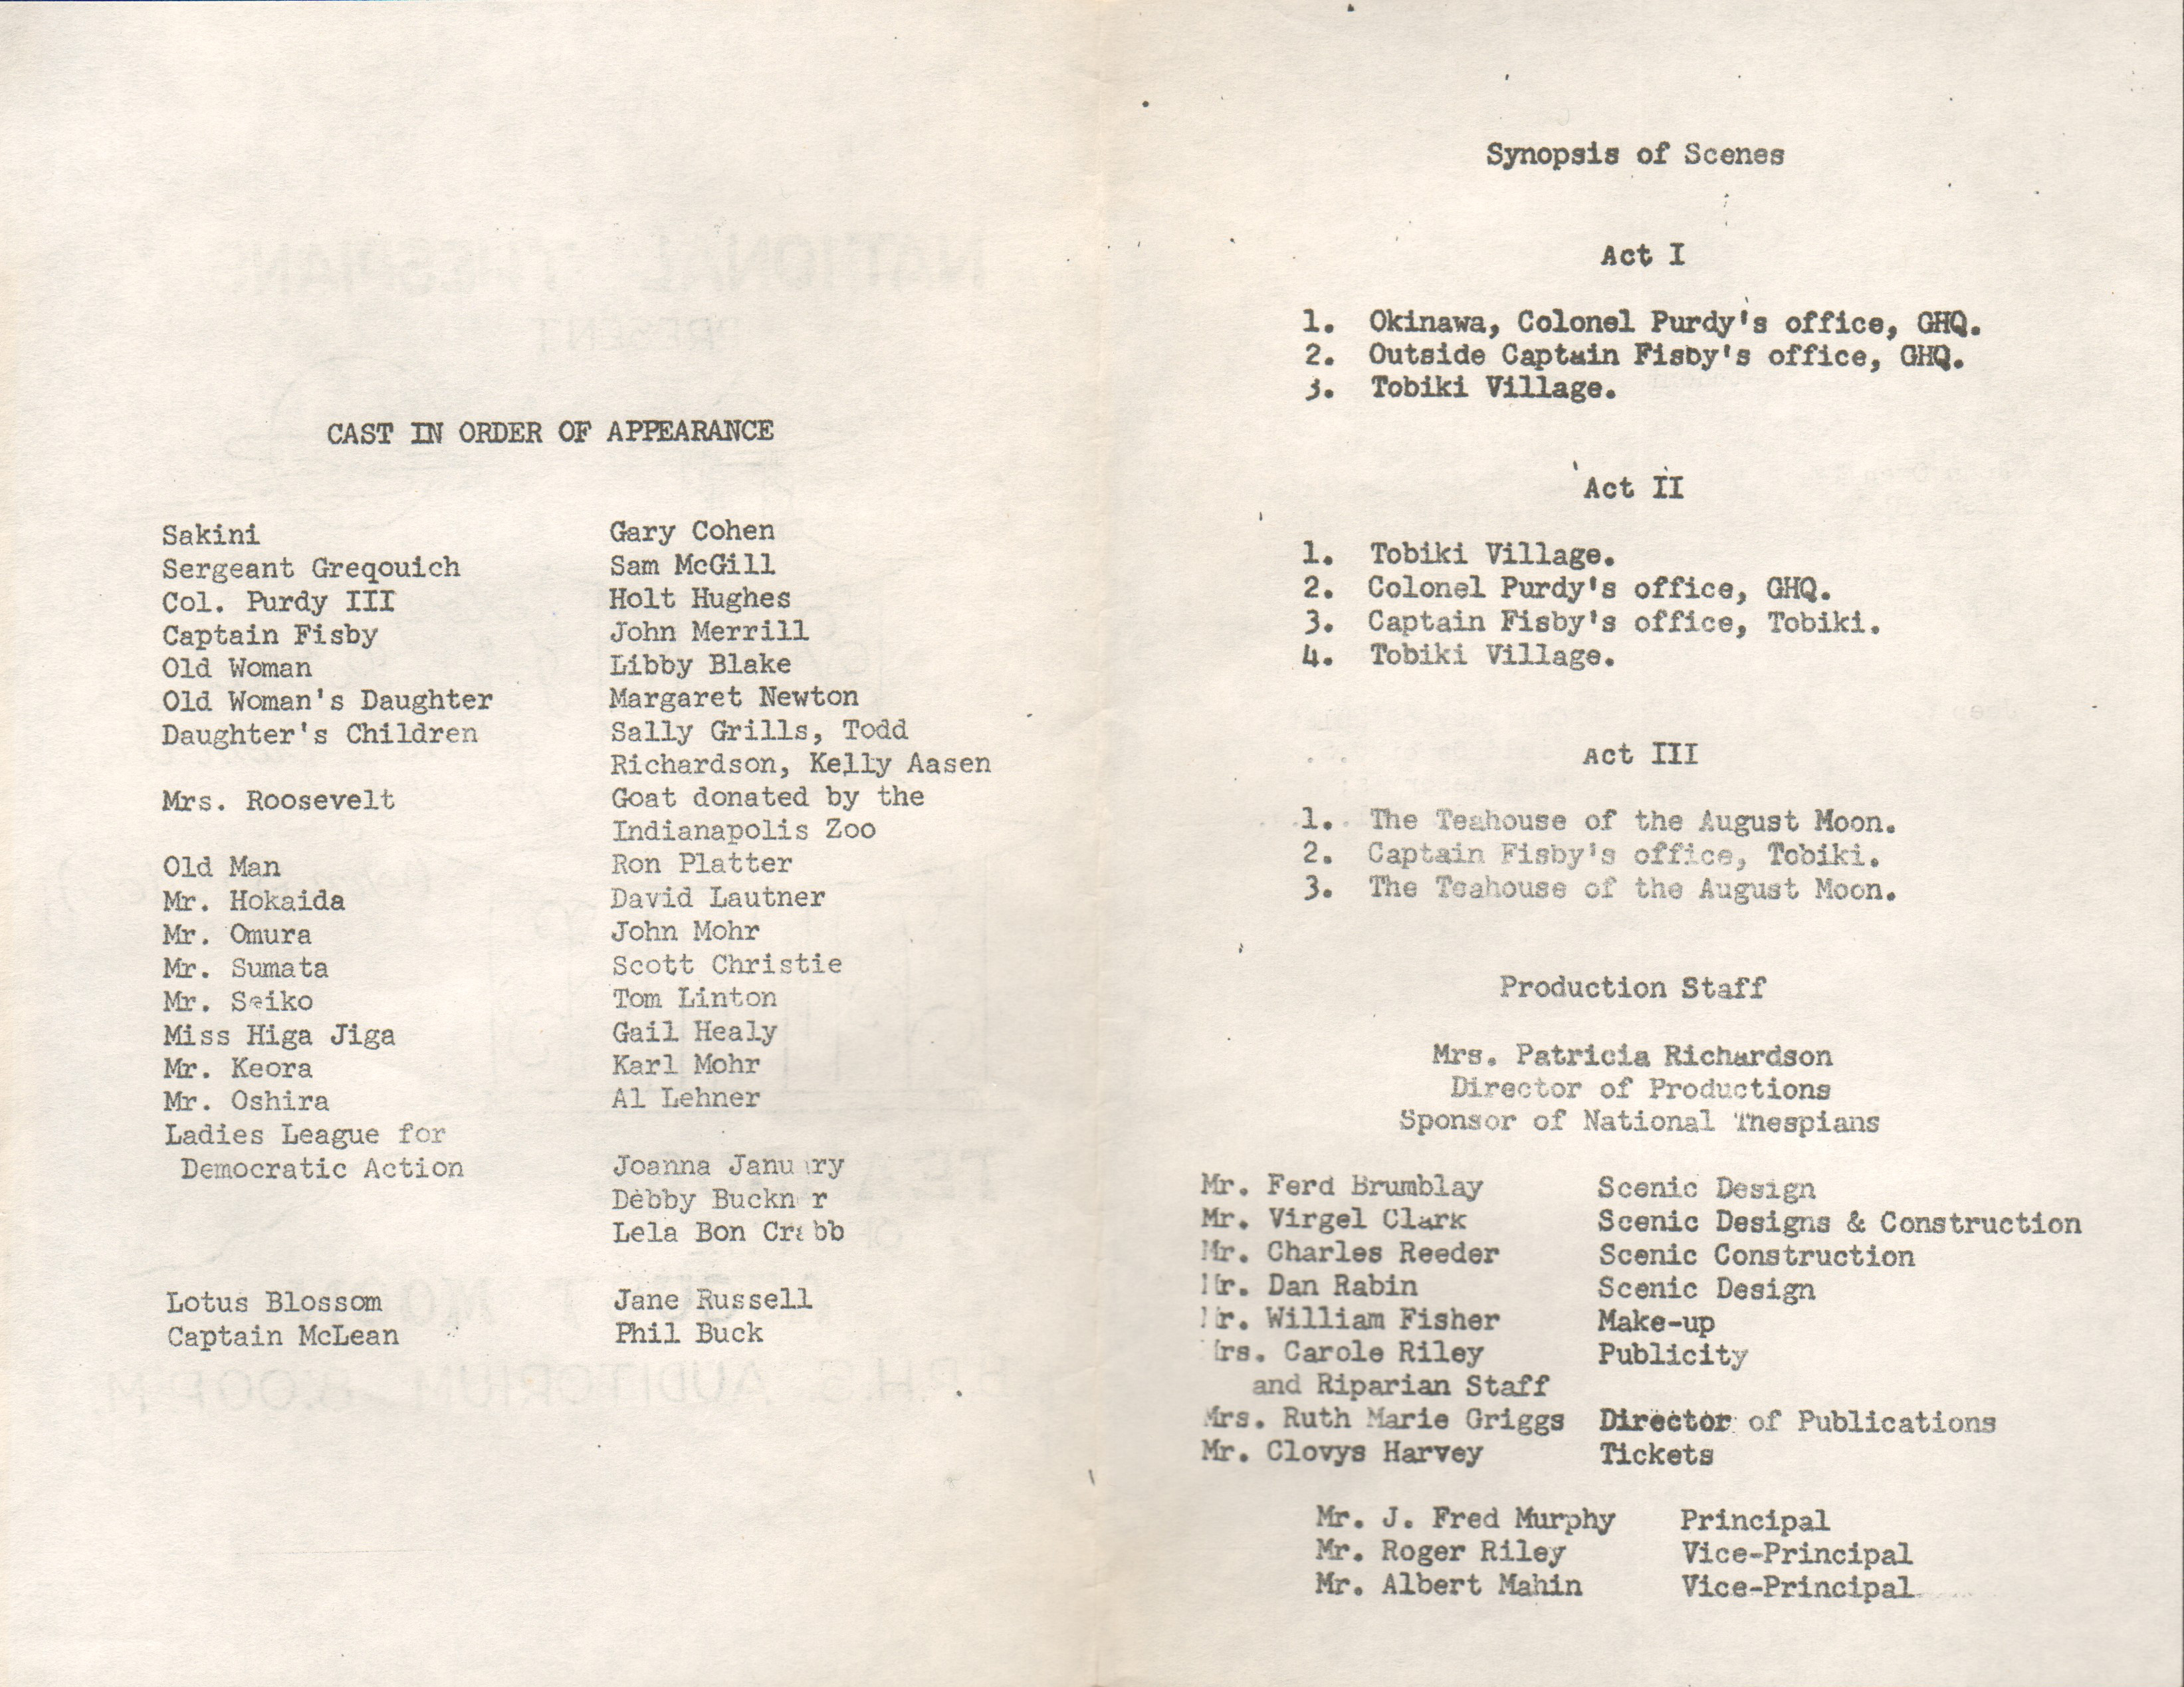 CAST IN ORDER OF APPEARANCE
Sakini Gary Cohen
Sergeant Greqouich Sam McGill
Col. Purdy III Holt Hughes
Captain Fisby John Merrill
Old Woman Libby Blake
Old Woman's Daughter Margaret Newton
Daughter's Children Sally Grills, Todd
Richardson, Kelly Aasen
Mrs. Roosevelt Goat donated by the
Indianapolis Zoo
Old Man Ron Platter
Mr. Hokaida David Lautner
Mr. Omura John Mohr
Mr. Sumata Scott Christie
Mr. Seiko Tom Linton
Miss Higa Jiga Gail Healy
Mr. Keora Karl Mohr
Mr. Oshira Al Lehner
Ladies League for
Democratic Action Joanna January
Debby Buckner
Lela Bon Crabb
Lotus Blossom Jane Russell
Captain McLean Phil Buck
Synopsis of Scenes
Act I
1. Okinawa, Colonel Purdy's office, GHQ.
2. Outside Captain Fisby's office, GHQ.
3. Tobiki Village.
Act II
1. Tobiki Village.
2. Colonel Purdy's office, GHQ.
3. Captain Fisby's office, Tobiki.
4. Tobiki Village.
Act III
1. The Teahouse of the August Moon.
2. Captain Fisby's office, Tobiki.
3. The Teahouse of the August Moon.
Production Staff
Mrs. Patricia Richardson
Director of Productions
Sponsor of National Thespians
Mr. Ferd Brumblay Scenic Design
Mr. Virgel Clark Scenic Designs & Construction
Mr. Charles Reeder Scenic Construction
Mr. Dan Rabin Scenic Design
Mr. William Fisher Make-up
Mrs. Carole Riley Publicity
and Riparian Staff
Mrs. Ruth Marie Griggs Director of Publications
Mr. Clovys Harvey Tickets
Mr. J. Fred Murphy Principal
Mr. Roger Riley Vice-Principal
Mr. Albert Mahin Vice-Principal